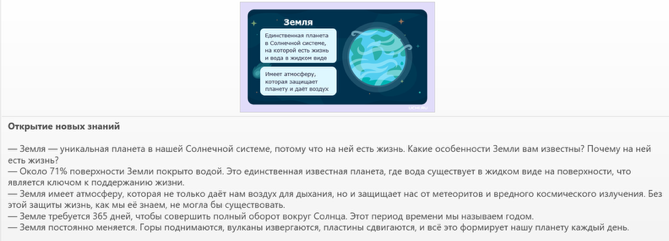 Земля
Единственная планета
в Солнечной системе,
на которой есть жизнь
и вода в жидком виде
Имеет атмосферу,
которая защищает
планету и даёт воздух
Открытие новых знаний
— Земля — уникальная планета в нашей Солнечной системе, потому что на ней есть жизнь. Какие особенности Земли вам известны? Почему на ней
есть жизнь?
— Около 71% поверхности Земли покрыто водой. Это единственная известная планета, где вода существует в жидком виде на поверхности, что
является ключом к поддержанию жизни.
— Земля имеет атмосферу, которая не только даёт нам воздух для дыхания, но и защищает нас от метеоритов и вредного космического излучения. Без
этой защиты жизнь, как мы её знаем, не могла бы существовать.
— Земле требуется 365 дней, чтобы совершить полный оборот вокруг Солнца. Этот период времени мы называем годом.
— Земля постоянно меняется. Горы поднимаются, вулканы извергаются, пластины сдвигаются, и всё это формирует нашу планету каждый день.